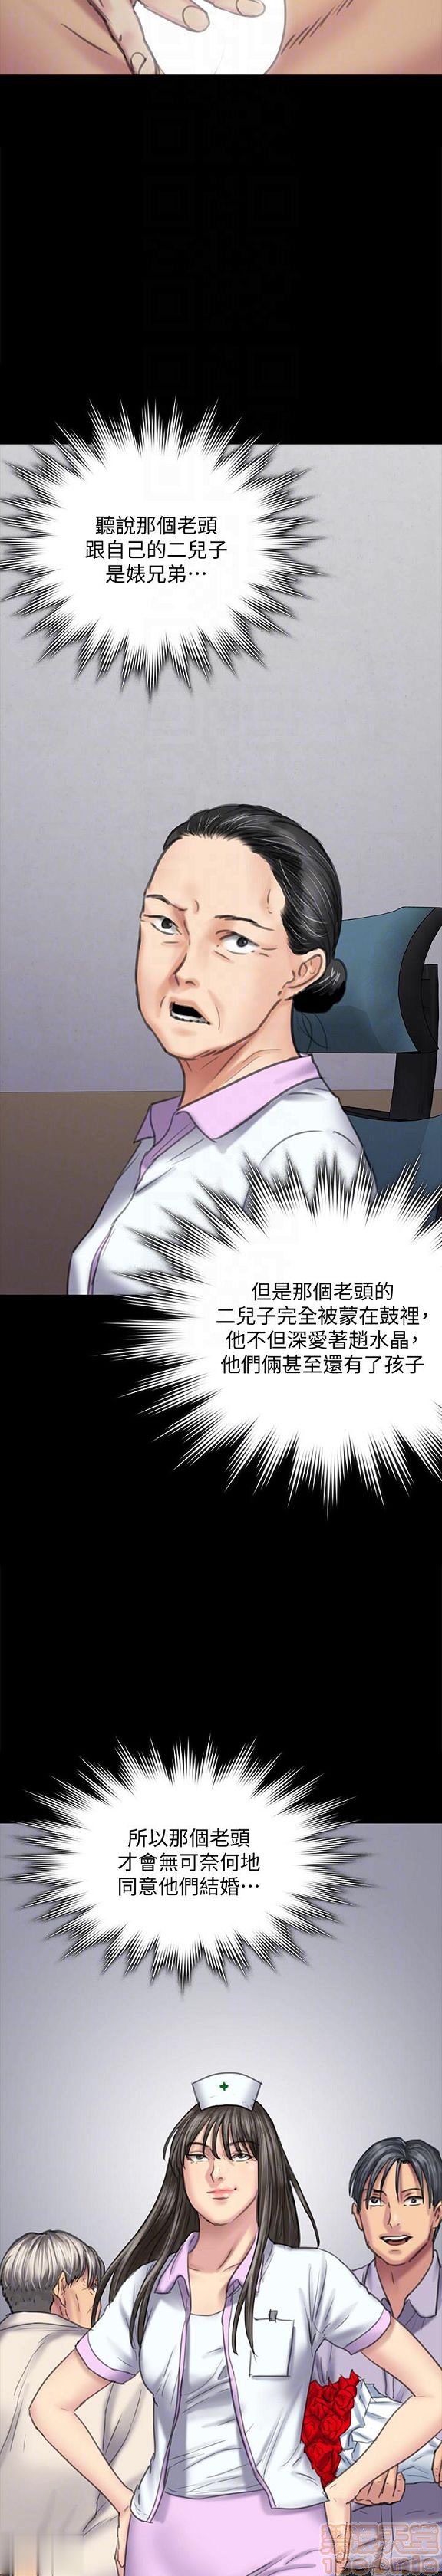 聽說那個老頭
跟自己的二兒子
是婊兄弟…
但是那個老頭的
二兒子完全被蒙在鼓裡，
他不但深愛著趙水晶，
他們倆甚至還有了孩子
所以那個老頭
才會無可奈何地
同意他們結婚…